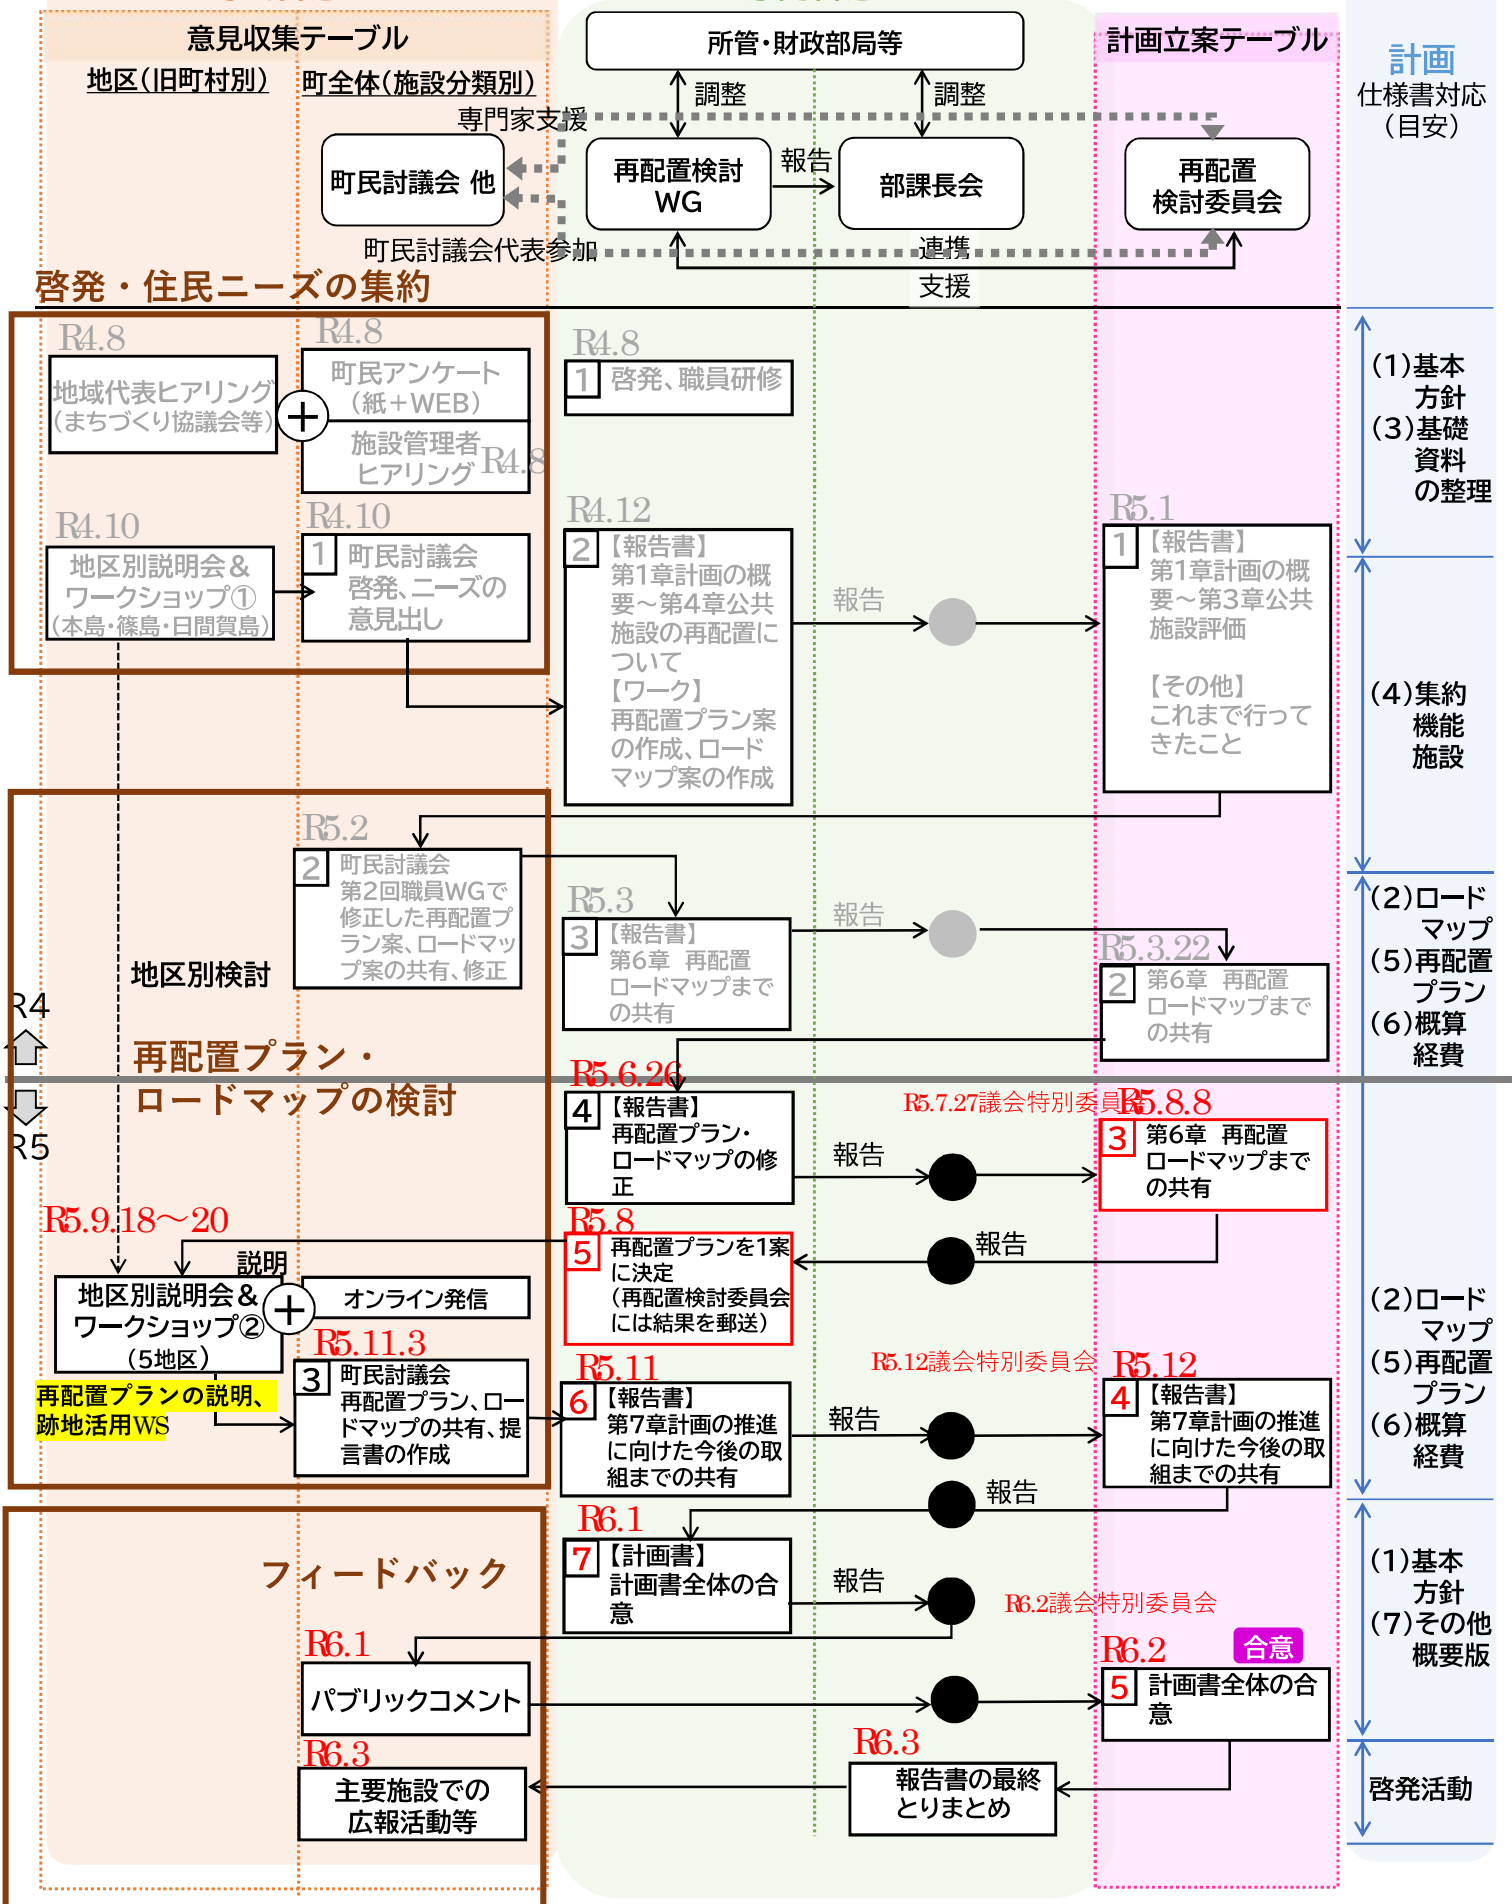 意見収集テーブル
地区(旧町村別)
町全体(施設分類別)
所管・財政部局等
計画立案テーブル
計画
仕様書対応
(目安)
調整
調整
専門家支援
町民討議会 他
再配置検討
WG
報告
部課長会
再配置
検討委員会
町民討議会代表参加
連携
支援
啓発・住民ニーズの集約
R4.8
地域代表ヒアリング
(まちづくり協議会等)
+
R4.8
町民アンケート
(紙+WEB)
施設管理者
ヒアリング
R4.8
R4.8
1
啓発、職員研修
(1)基本
方針
(3)基礎
資料
の整理
R4.10
地区別説明会&
ワークショップ①
(本島・篠島・日間賀島)
R4.10
1
町民討議会
啓発、ニーズの
意見出し
R4.12
2
【報告書】
第1章計画の概
要~第4章公共
施設の再配置に
ついて
【ワーク】
再配置プラン案
の作成、ロード
マップ案の作成
報告
R5.1
1
【報告書】
第1章計画の概
要~第3章公共
施設評価
【その他】
これまで行って
きたこと
(4)集約
機能
施設
R5.2
2
町民討議会
第2回職員WGで
修正した再配置プ
ラン案、ロードマッ
プ案の共有、修正
R5.3
3
【報告書】
第6章 再配置
ロードマップまで
の共有
報告
R5.3.22
2
第6章 再配置
ロードマップまで
の共有
(2)ロード
マップ
(5)再配置
プラン
(6)概算
経費
地区別検討
R4
再配置プラン・
ロードマップの検討
R5
R5.6.26
4
【報告書】
再配置プラン・
ロードマップの修
正
報告
R5.7.27議会特別委員会
R5.8.8
3
第6章 再配置
ロードマップまで
の共有
R5.8
5
再配置プランを1案
に決定
(再配置検討委員会
には結果を郵送)
報告
R5.9.18~20
説明
地区別説明会&
ワークショップ②
(5地区)
+
オンライン発信
再配置プランの説明、
跡地活用WS
R5.11.3
3
町民討議会
再配置プラン、ロー
ドマップの共有、提
言書の作成
R5.11
6
【報告書】
第7章計画の推進
に向けた今後の取
組までの共有
報告
R5.12議会特別委員会
R5.12
4
【報告書】
第7章計画の推進
に向けた今後の取
組までの共有
(2)ロード
マップ
(5)再配置
プラン
(6)概算
経費
報告
フィードバック
R6.1
7
【計画書】
計画書全体の合
意
報告
R6.2議会特別委員会
(1)基本
方針
(7)その他
概要版
R6.1
パブリックコメント
R6.2
合意
5
計画書全体の合
意
R6.3
主要施設での
広報活動等
R6.3
報告書の最終
とりまとめ
啓発活動